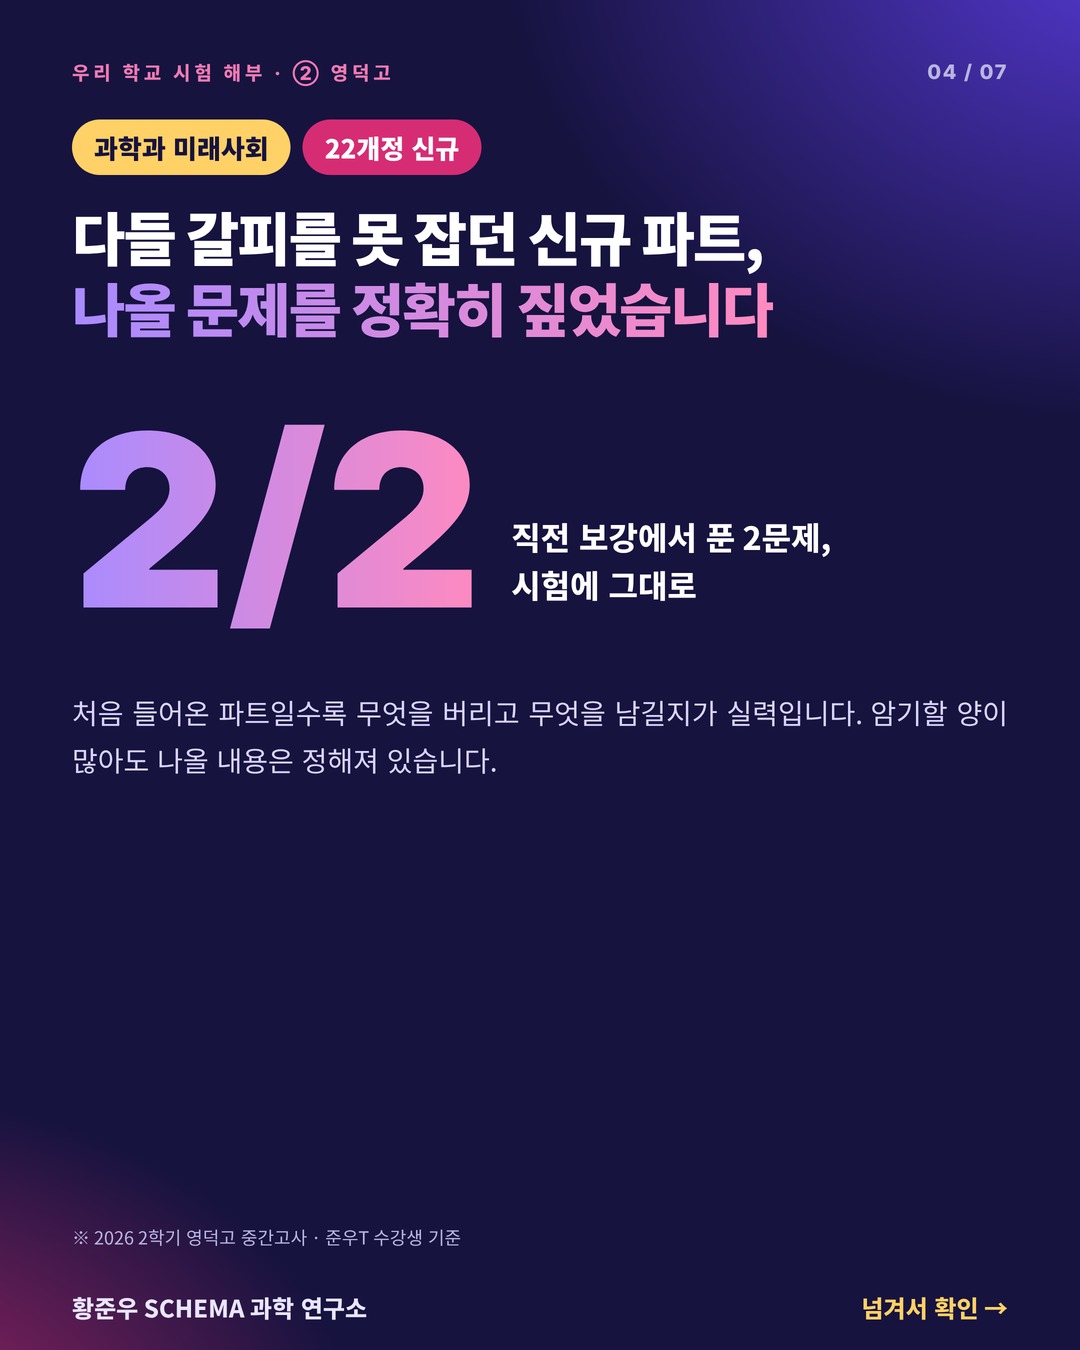 우리 학교 시험 해부 · ② 영덕고
04 / 07
과학과 미래사회
22개정 신규
다들 갈피를 못 잡던 신규 파트,
나올 문제를 정확히 짚었습니다
2/2
직전 보강에서 푼 2문제,
시험에 그대로
처음 들어온 파트일수록 무엇을 버리고 무엇을 남길지가 실력입니다. 암기할 양이
많아도 나올 내용은 정해져 있습니다.
※ 2026 2학기 영덕고 중간고사 · 준우T 수강생 기준
황준우 SCHEMA 과학 연구소
넘겨서 확인 →